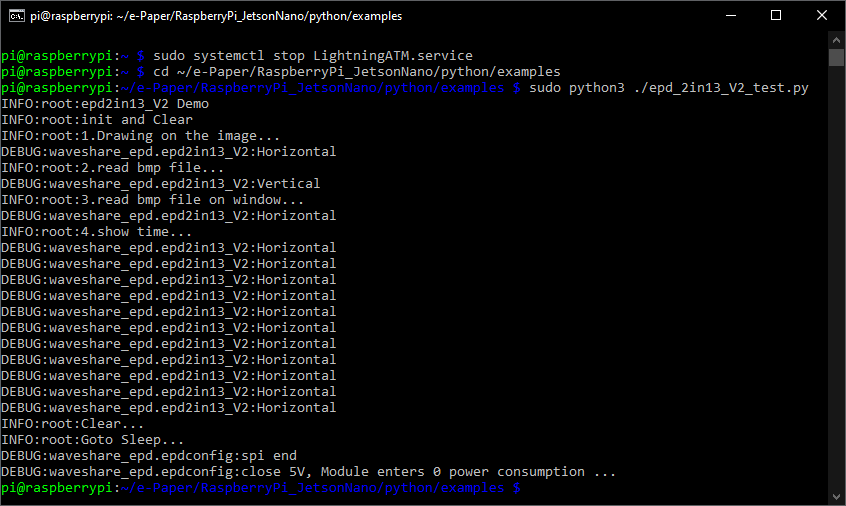 pi@raspberrypi: ~/e-Paper/RaspberryPi_JetsonNano/python/examples
pi@raspberrypi:~ $ sudo systemctl stop LightningATM.service
pi@raspberrypi:~ $ cd ~/e-Paper/RaspberryPi_JetsonNano/python/examples
pi@raspberrypi:~/e-Paper/RaspberryPi_JetsonNano/python/examples $ sudo python3 ./epd_2in13_V2_test.py
INFO:root:epd2in13_V2 Demo
INFO:root:init and Clear
INFO:root:1.Drawing on the image...
DEBUG:waveshare_epd.epd2in13_V2:Horizontal
INFO:root:2.read bmp file...
DEBUG:waveshare_epd.epd2in13_V2:Vertical
INFO:root:3.read bmp file on window...
DEBUG:waveshare_epd.epd2in13_V2:Horizontal
INFO:root:4.show time...
DEBUG:waveshare_epd.epd2in13_V2:Horizontal
DEBUG:waveshare_epd.epd2in13_V2:Horizontal
DEBUG:waveshare_epd.epd2in13_V2:Horizontal
DEBUG:waveshare_epd.epd2in13_V2:Horizontal
DEBUG:waveshare_epd.epd2in13_V2:Horizontal
DEBUG:waveshare_epd.epd2in13_V2:Horizontal
DEBUG:waveshare_epd.epd2in13_V2:Horizontal
DEBUG:waveshare_epd.epd2in13_V2:Horizontal
DEBUG:waveshare_epd.epd2in13_V2:Horizontal
DEBUG:waveshare_epd.epd2in13_V2:Horizontal
DEBUG:waveshare_epd.epd2in13_V2:Horizontal
INFO:root:Clear...
INFO:root:Goto Sleep...
DEBUG:waveshare_epd.epdconfig:spi end
DEBUG:waveshare_epd.epdconfig:close 5V, Module enters 0 power consumption ...
pi@raspberrypi:~/e-Paper/RaspberryPi_JetsonNano/python/examples $